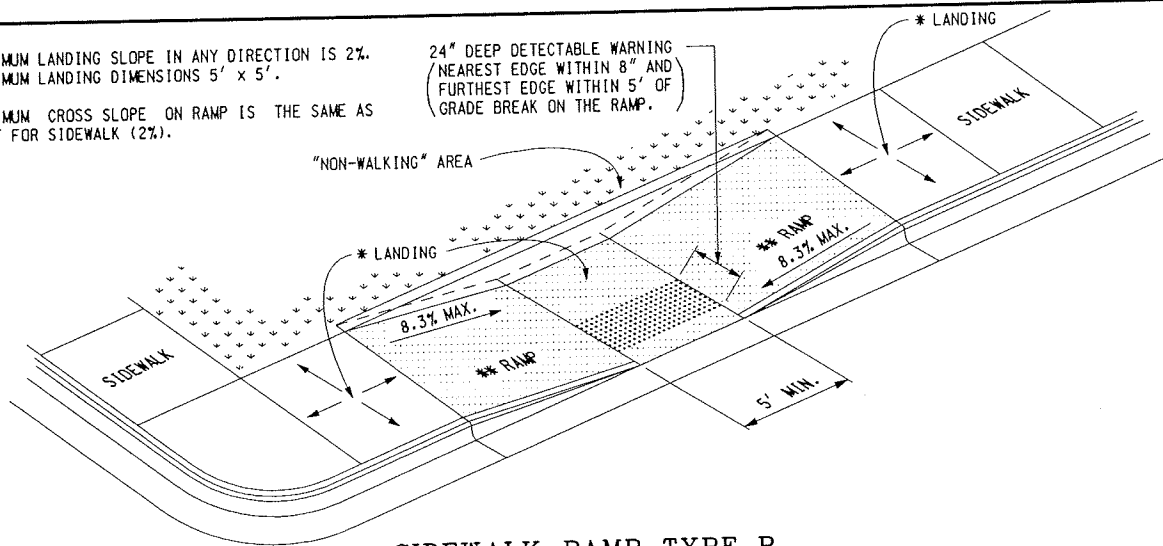 MUM LANDING SLOPE IN ANY DIRECTION IS 2%.
MUM LANDING DIMENSIONS 5' x 5'.
MUM CROSS SLOPE ON RAMP IS THE SAME AS
FOR SIDEWALK (2%).
24" DEEP DETECTABLE WARNING
(NEAREST EDGE WITHIN 8" AND
FURTHEST EDGE WITHIN 5' OF
GRADE BREAK ON THE RAMP.)
* LANDING
"NON-WALKING" AREA
SIDEWALK
* LANDING
** RAMP
8.3% MAX.
8.3% MAX.
** RAMP
SIDEWALK
5' MIN.
SIDEWALK RAMP TYPE R